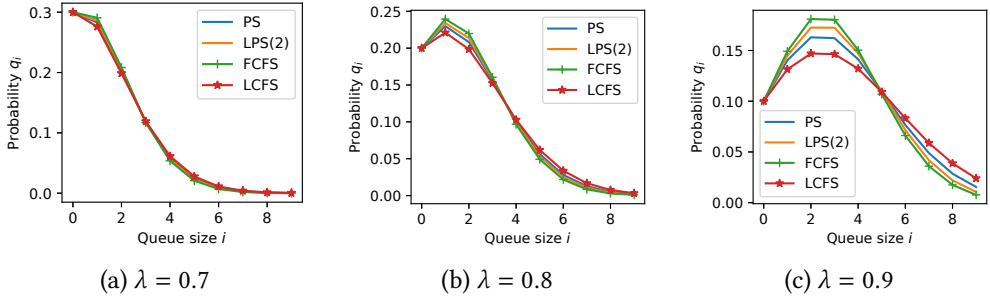 Probability qᵢ
0.3
0.2
0.1
0.0
0 2 4 6 8
Queue size i
PS
LPS(2)
FCFS
LCFS
(a) λ = 0.7
Probability qᵢ
0.25
0.20
0.15
0.10
0.05
0.00
0 2 4 6 8
Queue size i
PS
LPS(2)
FCFS
LCFS
(b) λ = 0.8
Probability qᵢ
0.15
0.10
0.05
0.00
0 2 4 6 8
Queue size i
PS
LPS(2)
FCFS
LCFS
(c) λ = 0.9